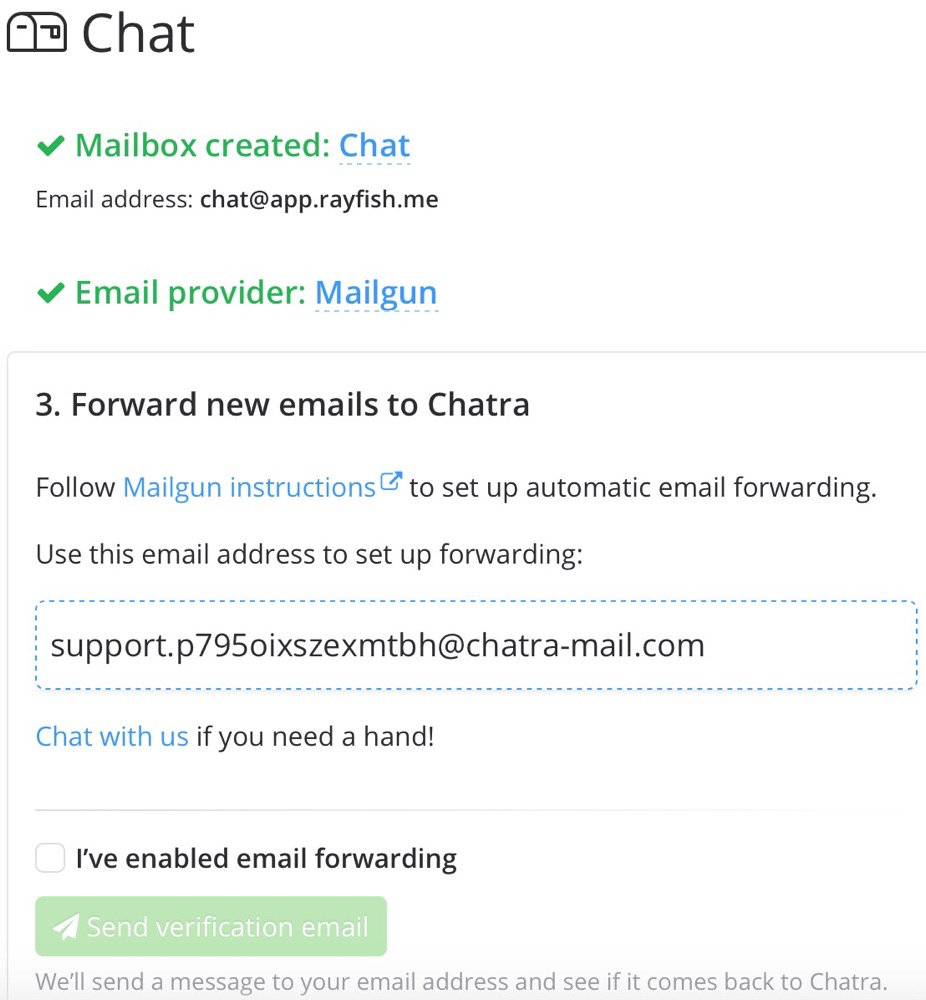 Chat
Mailbox created: Chat
Email address: chat@app.rayfish.me
Email provider: Mailgun
3. Forward new emails to Chatra
Follow Mailgun instructions to set up automatic email forwarding.
Use this email address to set up forwarding:
support.p795oixszexmtbh@chatra-mail.com
Chat with us if you need a hand!
I’ve enabled email forwarding
Send verification email
We’ll send a message to your email address and see if it comes back to Chatra.